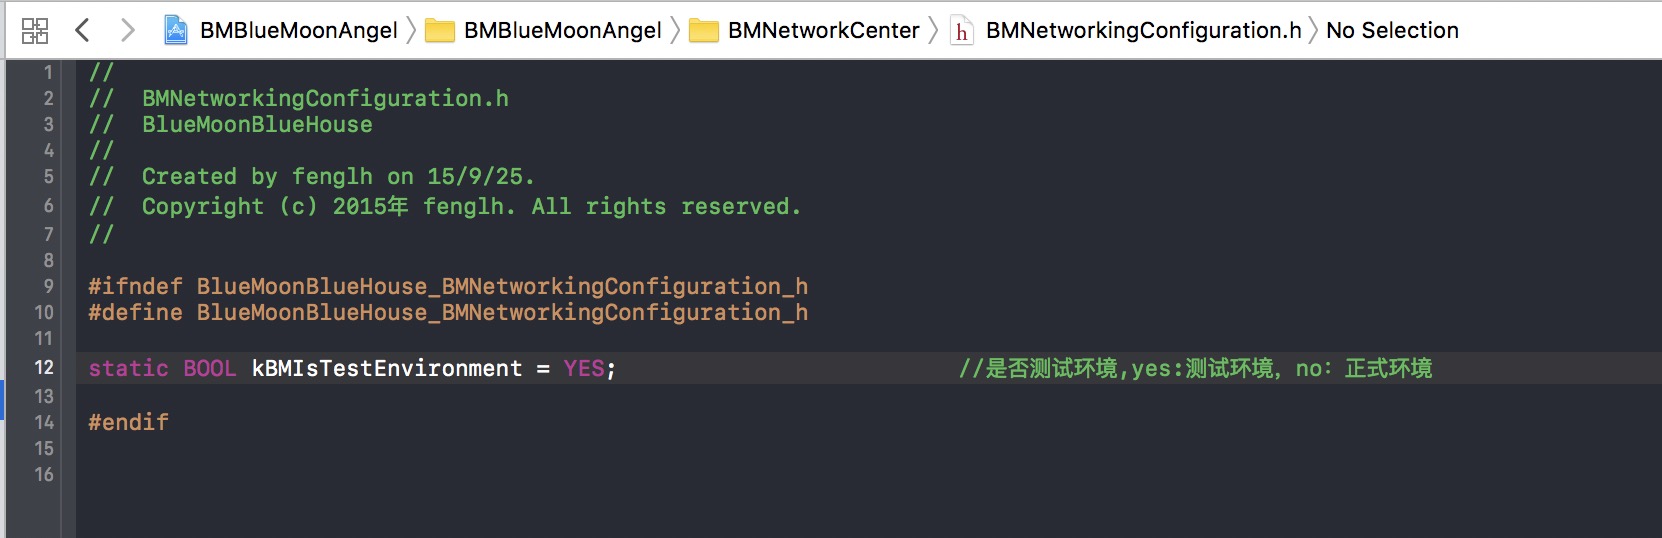 BMBlueMoonAngel BMBlueMoonAngel BMNetworkCenter h BMNetworkingConfiguration.h No Selection
1 //
2 //  BMNetworkingConfiguration.h
3 //  BlueMoonBlueHouse
4 //
5 //  Created by fenglh on 15/9/25.
6 //  Copyright (c) 2015年 fenglh. All rights reserved.
7 //
8
9 #ifndef BlueMoonBlueHouse_BMNetworkingConfiguration_h
10 #define BlueMoonBlueHouse_BMNetworkingConfiguration_h
11
12 static BOOL kBMIsTestEnvironment = YES; //是否测试环境,yes:测试环境, no: 正式环境
13
14 #endif
15
16